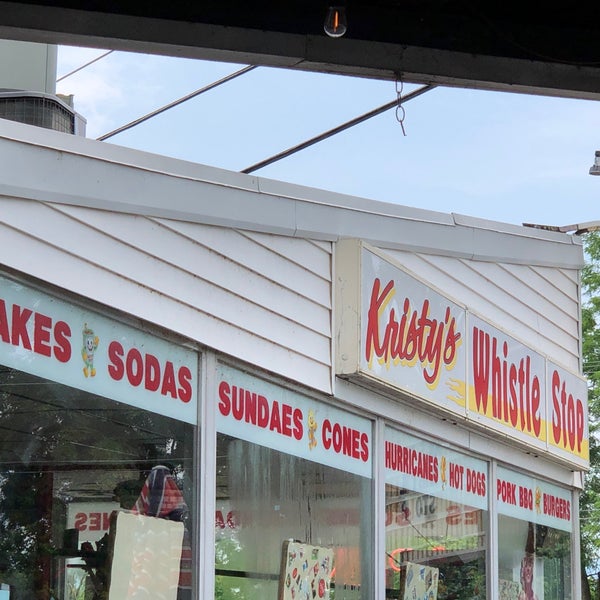 Kristy's
Whistle Stop
AKES SODAS
SUNDAES CONES
HURRICANES HOT DOGS
PORK BBQ BURGERS